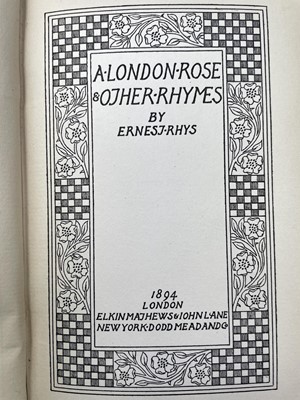 A·LONDON·ROSE
&OTHER·RHYMES
BY
ERNEST·RHYS
1894
LONDON
ELKIN MATHEWS & JOHN LANE
NEW YORK·DODD MEAD AND Co